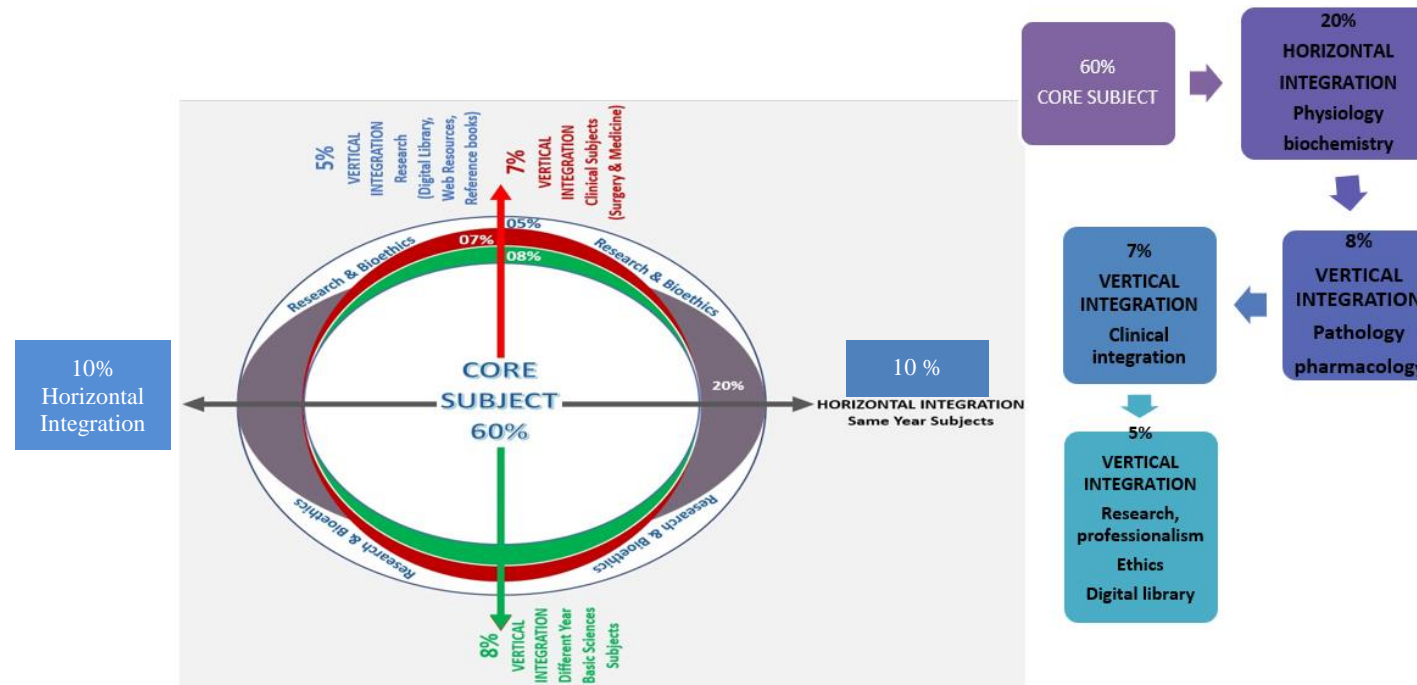 5%
VERTICAL
INTEGRATION
Research
(Digital Library,
Web Resources,
Reference books)
7%
VERTICAL
INTEGRATION
Clinical Subjects
(Surgery & Medicine)
05%
07%
08%
Research & Bioethics
Research & Bioethics
10%
Horizontal
Integration
CORE
SUBJECT
60%
20%
10 %
HORIZONTAL INTEGRATION
Same Year Subjects
Research & Bioethics
Research & Bioethics
8%
VERTICAL
INTEGRATION
Different Year
Basic Sciences
Subjects
60%
CORE SUBJECT
20%
HORIZONTAL
INTEGRATION
Physiology
biochemistry
8%
VERTICAL
INTEGRATION
Pathology
pharmacology
7%
VERTICAL
INTEGRATION
Clinical
integration
5%
VERTICAL
INTEGRATION
Research,
professionalism
Ethics
Digital library